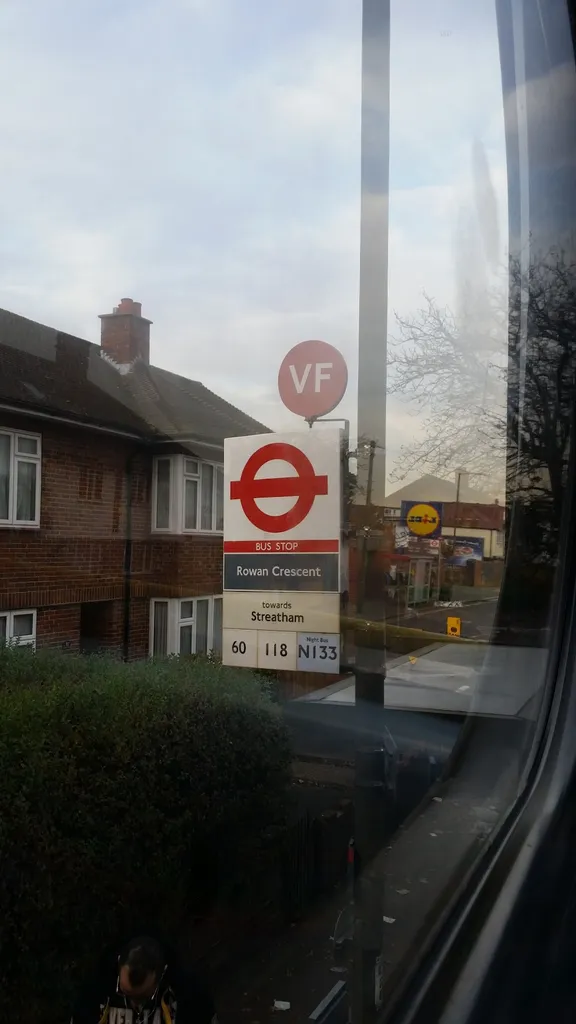 VF
BUS STOP
Rowan Crescent
towards
Streatham
Night Bus
60 118 N133